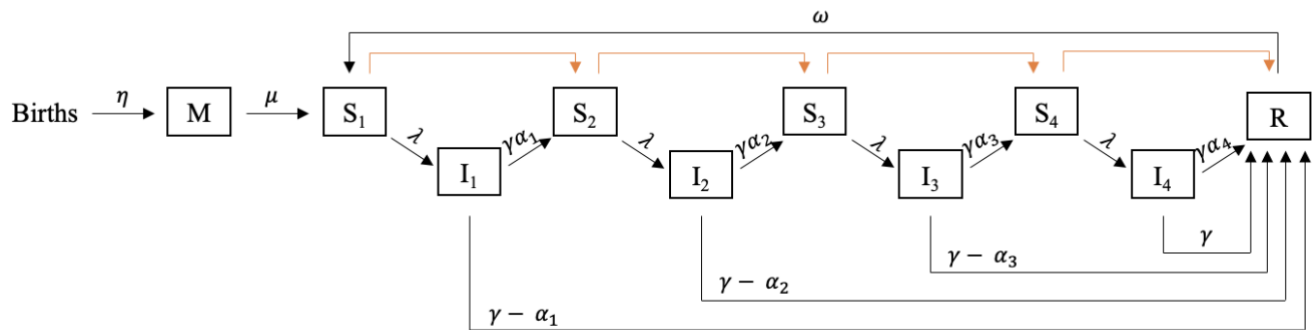 ω
Births
η
M
μ
S₁
λ
I₁
γα₁
S₂
λ
I₂
γα₂
S₃
λ
I₃
γα₃
S₄
λ
I₄
γα₄
R
γ
γ − α₃
γ − α₂
γ − α₁